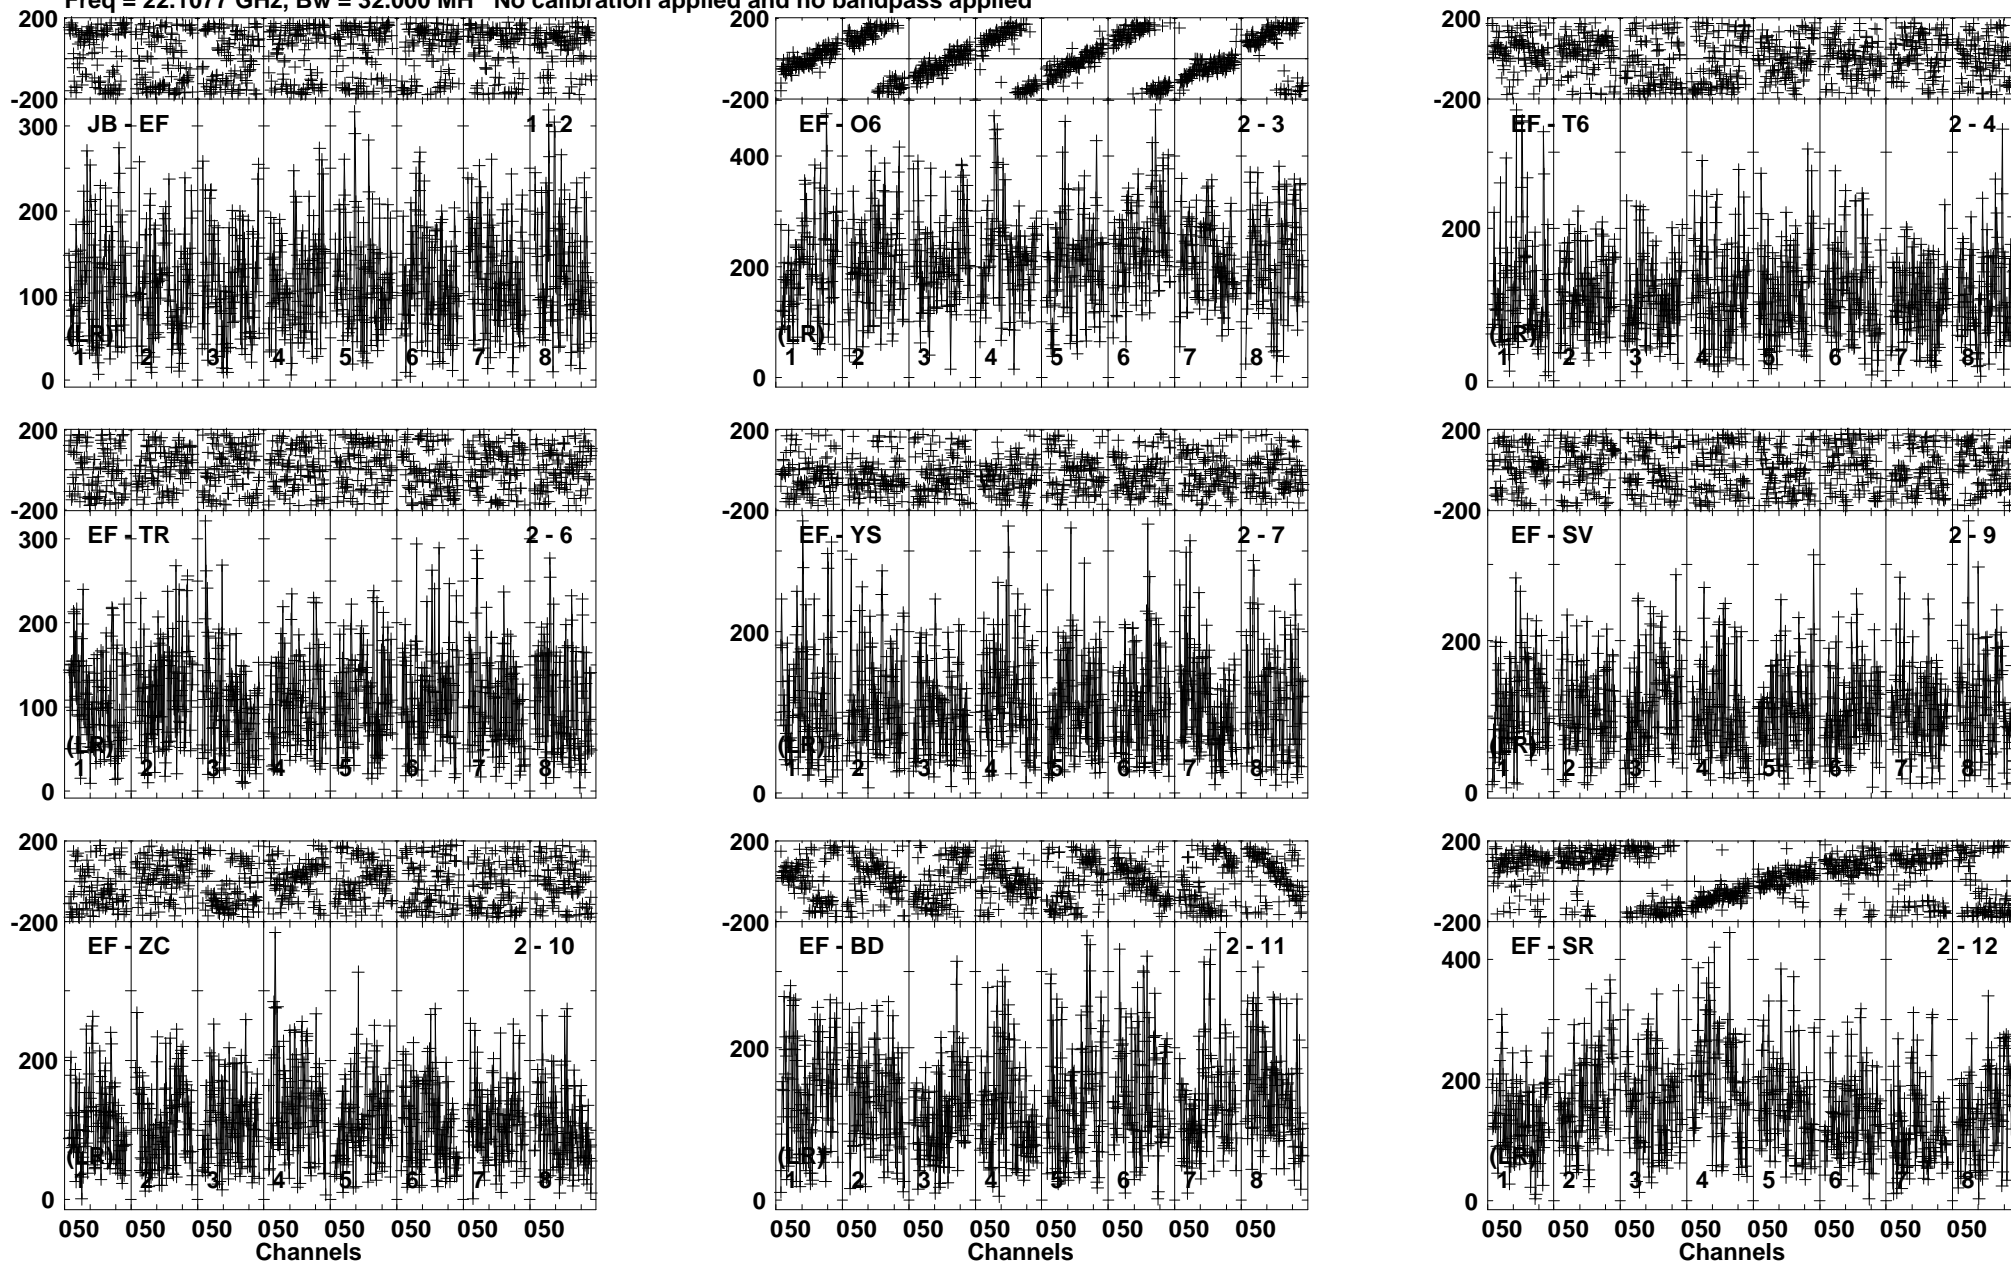 Freq = 22.1077 GHz, Bw = 32.000 MH No calibration applied and no bandpass applied
200
-200
JB - EF 1 - 2
300
200
100
0
(LR)
1 2 3 4 5 6 7 8
200
-200
EF - O6 2 - 3
400
200
0
(LR)
1 2 3 4 5 6 7 8
200
-200
EF - T6 2 - 4
200
0
(LR)
1 2 3 4 5 6 7 8
200
-200
EF - TR 2 - 6
300
200
100
0
(LR)
1 2 3 4 5 6 7 8
200
-200
EF - YS 2 - 7
200
0
(LR)
1 2 3 4 5 6 7 8
200
-200
EF - SV 2 - 9
200
0
(LR)
1 2 3 4 5 6 7 8
200
-200
EF - ZC 2 - 10
200
0
(LR)
1 2 3 4 5 6 7 8
050 050 050 050 050 050 050 050
Channels
200
-200
EF - BD 2 - 11
200
0
(LR)
1 2 3 4 5 6 7 8
050 050 050 050 050 050 050 050
Channels
200
-200
EF - SR 2 - 12
400
200
0
(LR)
1 2 3 4 5 6 7 8
050 050 050 050 050 050 050 050
Channels